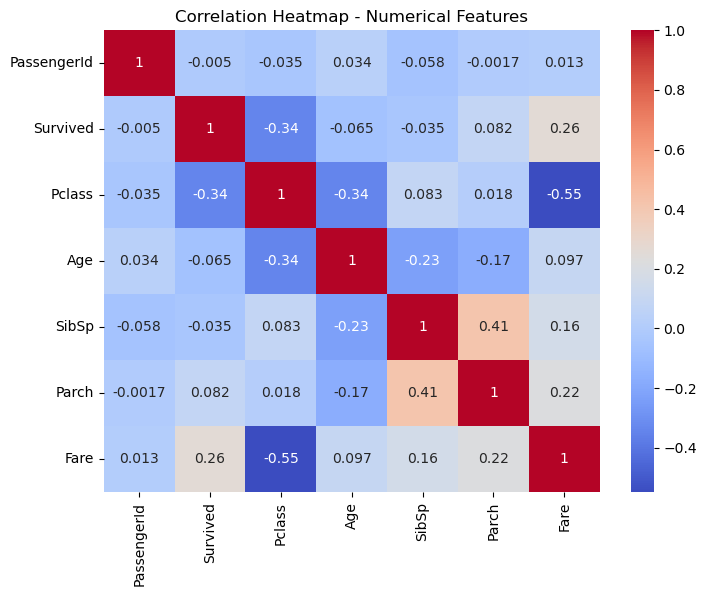 Correlation Heatmap - Numerical Features
PassengerId 1 -0.005 -0.035 0.034 -0.058 -0.0017 0.013
Survived -0.005 1 -0.34 -0.065 -0.035 0.082 0.26
Pclass -0.035 -0.34 1 -0.34 0.083 0.018 -0.55
Age 0.034 -0.065 -0.34 1 -0.23 -0.17 0.097
SibSp -0.058 -0.035 0.083 -0.23 1 0.41 0.16
Parch -0.0017 0.082 0.018 -0.17 0.41 1 0.22
Fare 0.013 0.26 -0.55 0.097 0.16 0.22 1
PassengerId Survived Pclass Age SibSp Parch Fare
1.0
0.8
0.6
0.4
0.2
0.0
-0.2
-0.4